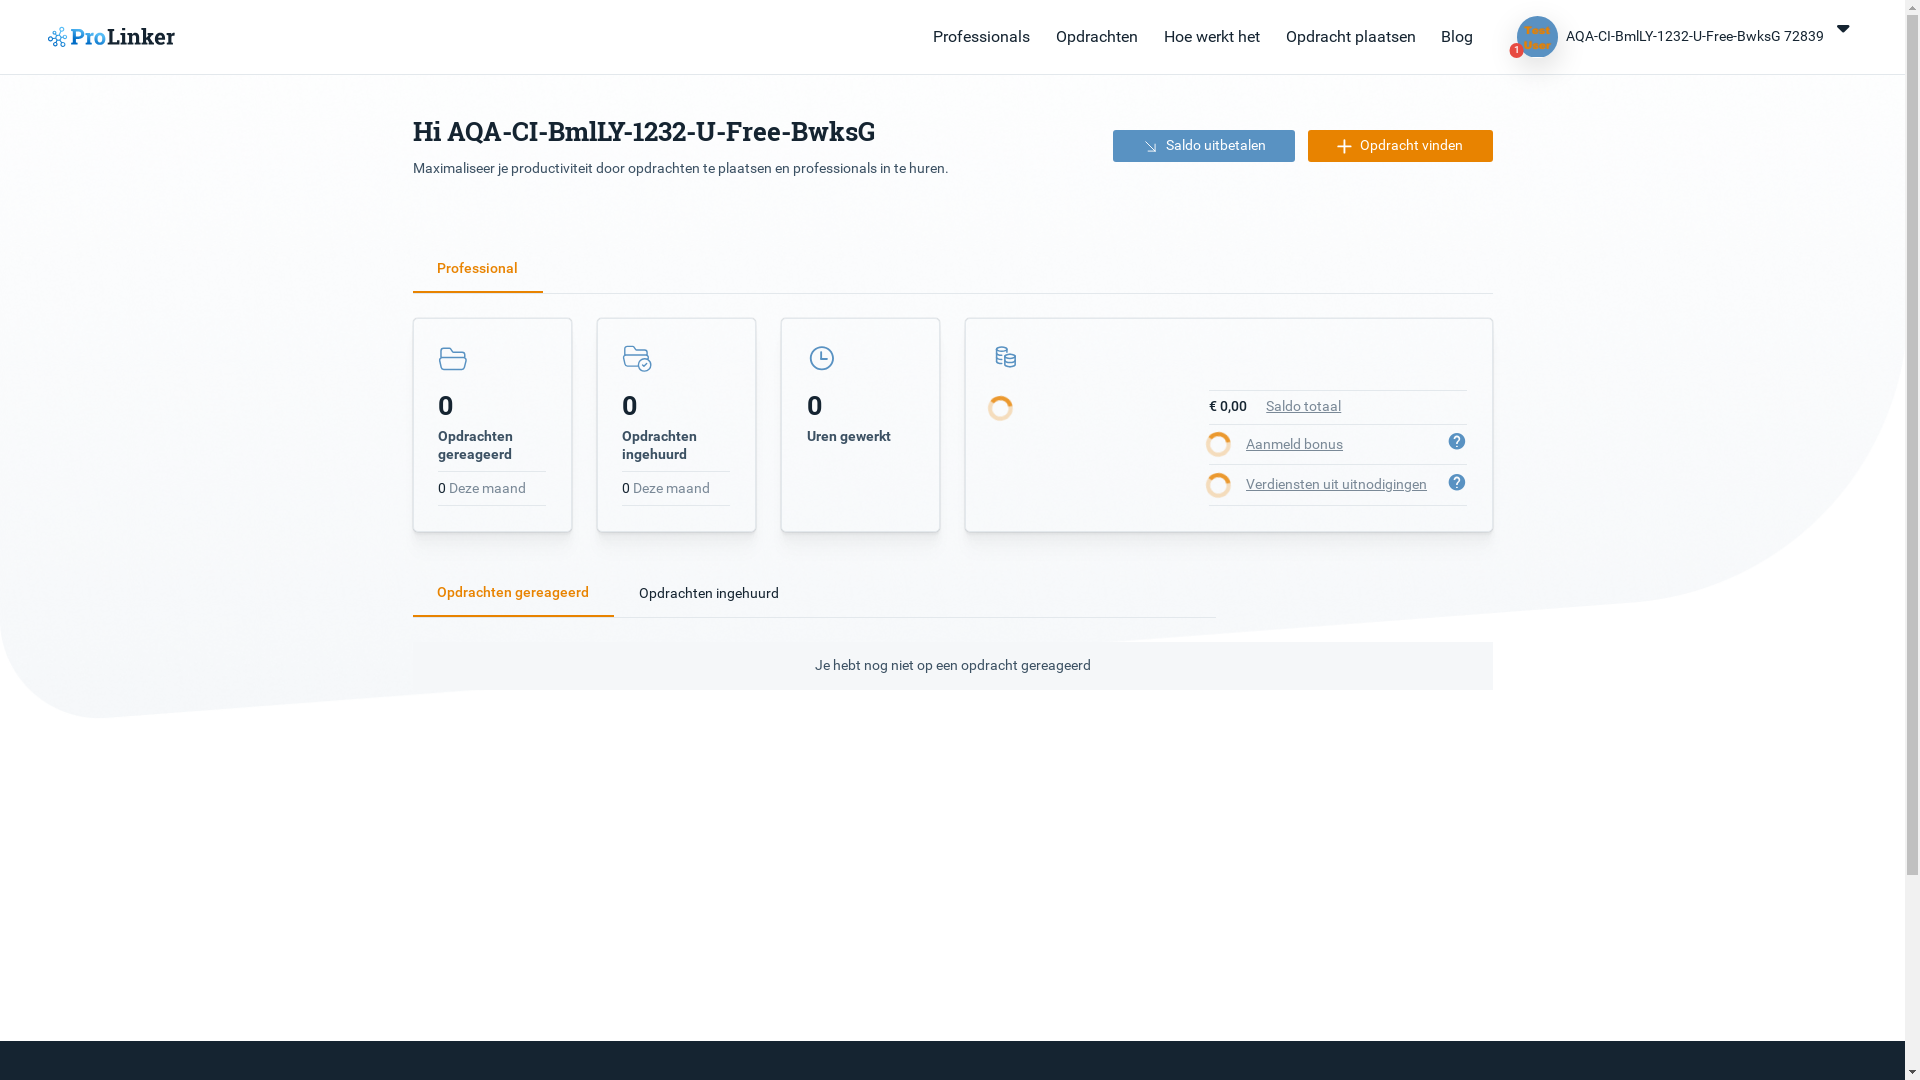 ProLinker
Professionals
Opdrachten
Hoe werkt het
Opdracht plaatsen
Blog
Test
User
1
AQA-CI-BmlLY-1232-U-Free-BwksG 72839
Hi AQA-CI-BmlLY-1232-U-Free-BwksG
Maximaliseer je productiviteit door opdrachten te plaatsen en professionals in te huren.
Saldo uitbetalen
Opdracht vinden
Professional
0
Opdrachten
gereageerd
0 Deze maand
0
Opdrachten
ingehuurd
0 Deze maand
0
Uren gewerkt
€ 0,00 Saldo totaal
Aanmeld bonus ?
Verdiensten uit uitnodigingen ?
Opdrachten gereageerd
Opdrachten ingehuurd
Je hebt nog niet op een opdracht gereageerd